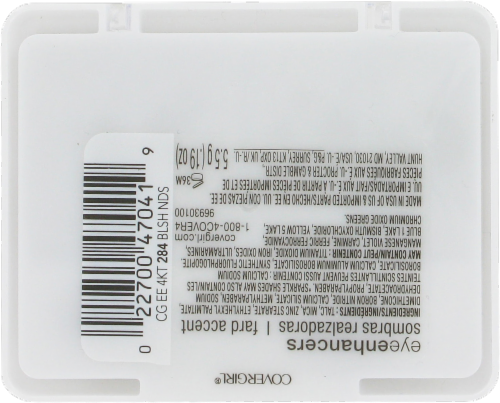 COVERGIRL®
eyeenhancers
sombras realzadoras | fard accent
INGREDIENTS/INGRÉDIENTS: TALC, MICA, ZINC STEARATE, ETHYLHEXYL PALMITATE,
DIMETHICONE, BORON NITRIDE, CALCIUM SILICATE, METHYLPARABEN, SODIUM
DEHYDROACETATE, PROPYLPARABEN. *SPARKLE SHADES MAY ALSO CONTAIN/LES
TEINTES SCINTILLANTES PEUVENT AUSSI CONTENIR: CALCIUM SODIUM
BOROSILICATE, CALCIUM ALUMINUM BOROSILICATE, SYNTHETIC FLUORPHLOGOPITE
MAY CONTAIN/PEUT CONTENIR: TITANIUM DIOXIDE, IRON OXIDES, ULTRAMARINES,
MANGANESE VIOLET, CARMINE, FERRIC FERROCYANIDE,
BLUE 1 LAKE, BISMUTH OXYCHLORIDE, YELLOW 5 LAKE,
CHROMIUM OXIDE GREENS.
MADE IN USA OF US & IMPORTED PARTS/HECHO EN EE. UU. CON PIEZAS DE EE.
UU. E IMPORTADAS/FAIT AUX É.-U. À PARTIR DE PIÈCES IMPORTÉES ET DE
PIÈCES FABRIQUÉES AUX É.-U. PROCTER & GAMBLE DISTR.,
HUNT VALLEY, MD 21030, USA/É.-U. P&G, SURREY, KT13 0XP, UK/R.-U.
covergirl.com
1-800-4COVER4
96930100
36M
5.5 g (.19 oz)
0 22700 47041 9
CG EE 4KT 284 BLSH NDS